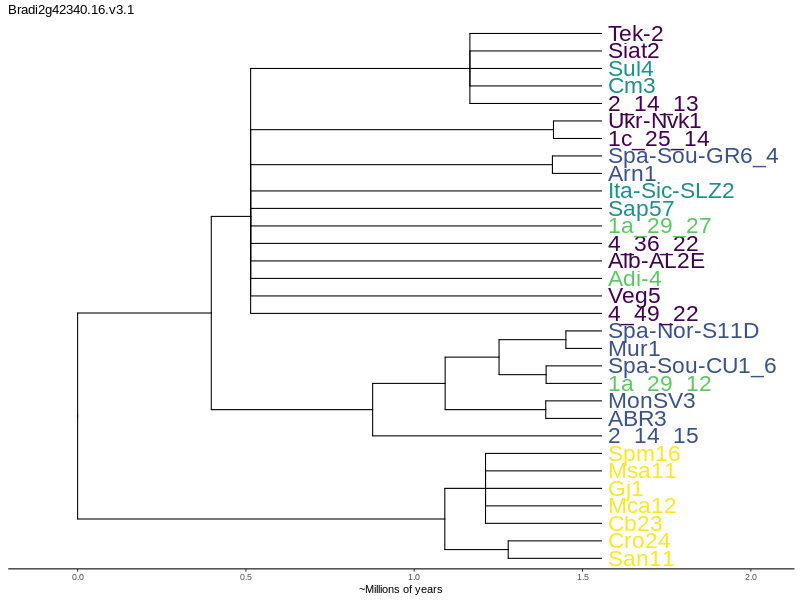 Bradi2g42340.16.v3.1
Tek-2
Siat2
Sul4
Cm3
2_14_13
Ukr-Nvk1
1c_25_14
Spa-Sou-GR6_4
Arn1
Ita-Sic-SLZ2
Sap57
1a_29_27
4_36_22
Alb-AL2E
Adi-4
Veg5
4_49_22
Spa-Nor-S11D
Mur1
Spa-Sou-CU1_6
1a_29_12
MonSV3
ABR3
2_14_15
Spm16
Msa11
Gj1
Mca12
Cb23
Cro24
San11
0.0 0.5 1.0 1.5 2.0
~Millions of years